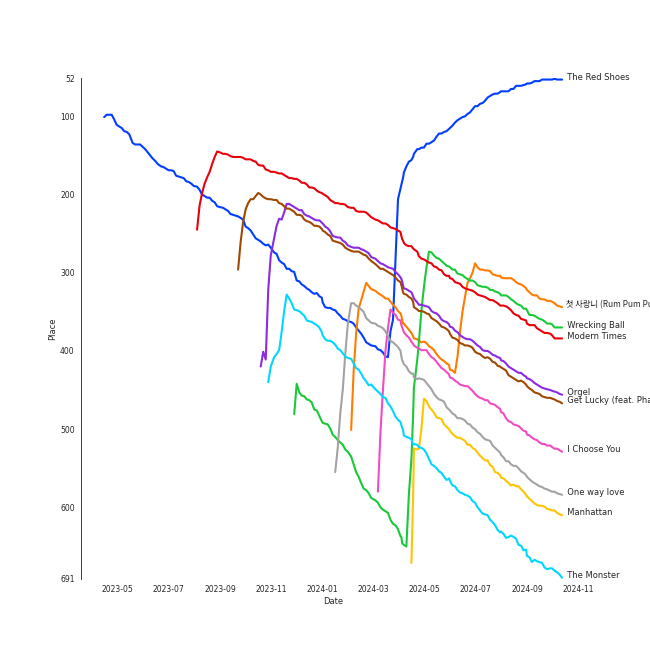 52
The Red Shoes
100
200
300
첫 사랑니 (Rum Pum Pu
Wrecking Ball
Modern Times
Place
400
Orgel
Get Lucky (feat. Pha
I Choose You
500
One way love
600
Manhattan
The Monster
691
2023-05 2023-07 2023-09 2023-11 2024-01 2024-03 2024-05 2024-07 2024-09 2024-11
Date